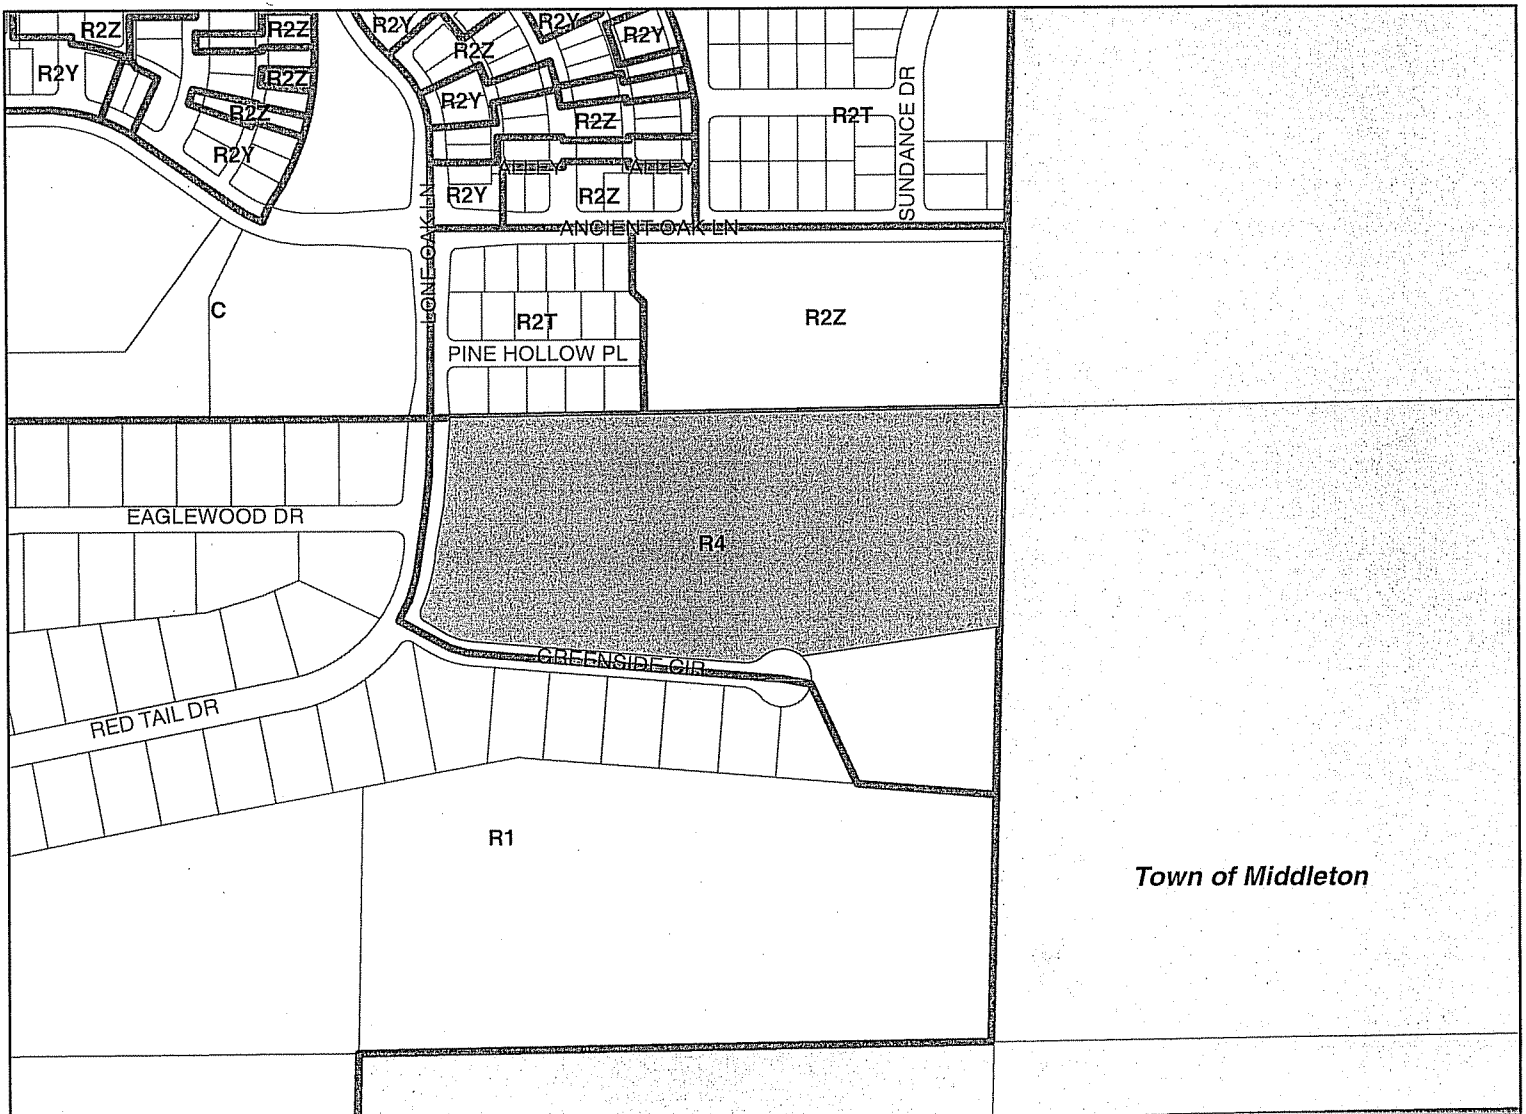 R2Z
R2Z
R2Y
R2Y
R2Y
R2Z
R2Y
R2Z
R2Y
R2Z
R2Z
R2T
R2Z
R2Y
SUNDANCE DR
ALLEY
ALLEY
R2Y
R2Z
LONE OAK LN
ANCIENT OAK LN
C
R2T
R2Z
PINE HOLLOW PL
EAGLEWOOD DR
R4
GREENSIDE CIR
RED TAIL DR
R1
Town of Middleton